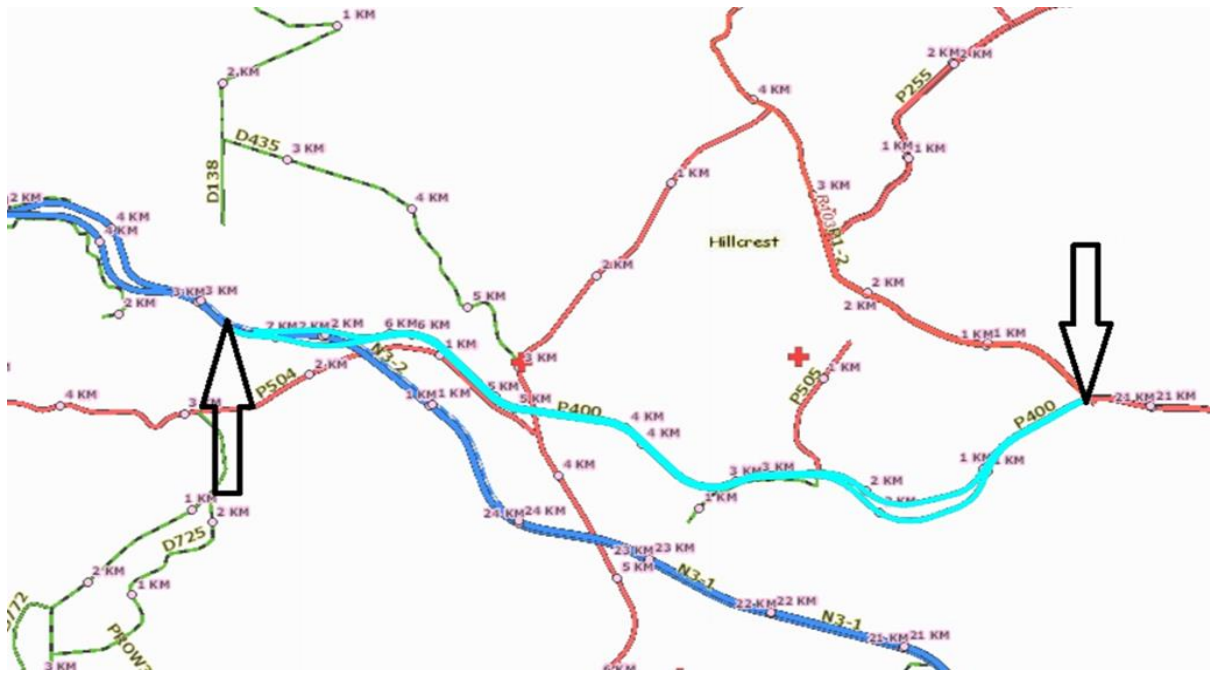 1 KM
2 KM 2 KM
2 KM
P255
4 KM
D435
3 KM
1 KM 1 KM
D138
1 KM
3 KM
2 KM
4 KM
4 KM
R103
P1-2
4 KM
Hillcrest
2 KM
3 KM 3 KM
2 KM
2 KM
2 KM
5 KM
7 KM 2 KM 2 KM
6 KM 6 KM
1 KM 1 KM
N3-2
1 KM
3 KM
P504
2 KM
P505
1 KM
4 KM
3 KM
1 KM 1 KM
5 KM
5 KM
P400
4 KM
4 KM
P400
21 KM 21 KM
4 KM
3 KM 3 KM
1 KM
1 KM
2 KM
2 KM
1 KM
1 KM
2 KM
24 KM 24 KM
D725
23 KM 23 KM
2 KM
1 KM
5 KM
N3-1
22 KM 22 KM
N3-1
21 KM 21 KM
3 KM